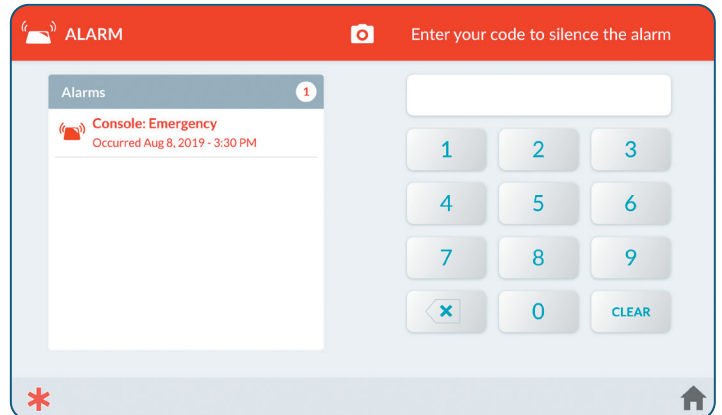 ALARM
Enter your code to silence the alarm
Alarms 1
Console: Emergency
Occurred Aug 8, 2019 - 3:30 PM
1 2 3
4 5 6
7 8 9
0 CLEAR